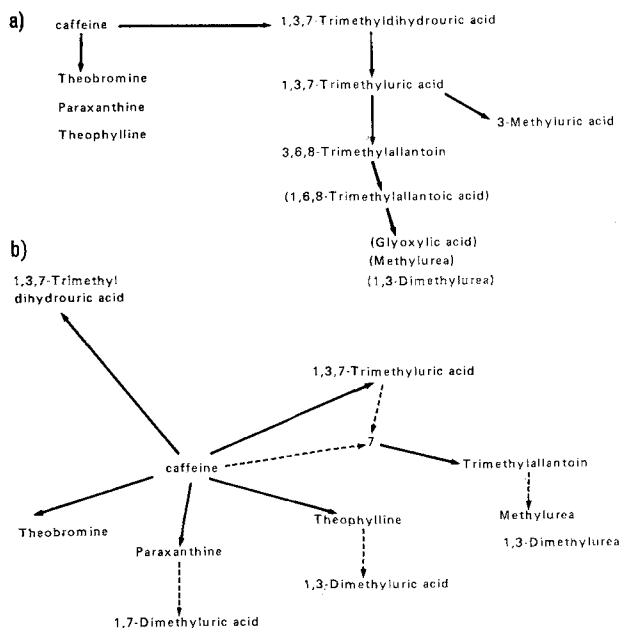 a)
caffeine
1,3,7-Trimethyldihydrouric acid
Theobromine
Paraxanthine
Theophylline
1,3,7-Trimethyluric acid
3-Methyluric acid
3,6,8-Trimethylallantoin
(1,6,8-Trimethylallantoic acid)
(Glyoxylic acid)
(Methylurea)
(1,3-Dimethylurea)
b)
1,3,7-Trimethyl
dihydrouric acid
1,3,7-Trimethyluric acid
7
caffeine
Trimethylallantoin
Theobromine
Paraxanthine
Theophylline
Methylurea
1,3-Dimethylurea
1,3-Dimethyluric acid
1,7-Dimethyluric acid